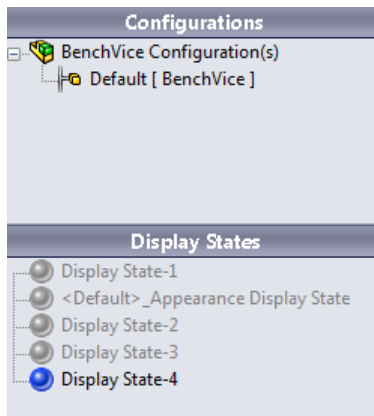 Configurations
BenchVice Configuration(s)
Default [ BenchVice ]
Display States
Display State-1
<Default>_Appearance Display State
Display State-2
Display State-3
Display State-4